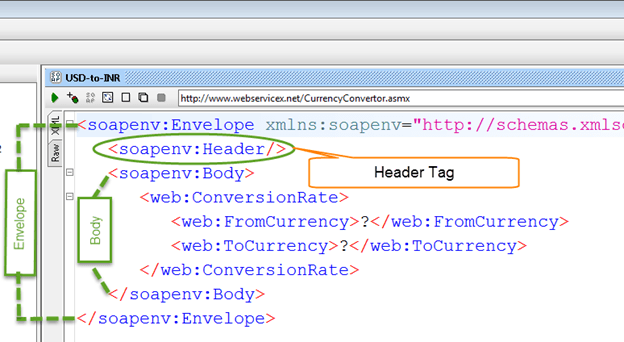 USD-to-INR
http://www.webservicex.net/CurrencyConvertor.asmx
XML
Raw
<soapenv:Envelope xmlns:soapenv="http://schemas.xmls
<soapenv:Header/>
Header Tag
<soapenv:Body>
<web:ConversionRate>
<web:FromCurrency>?</web:FromCurrency>
<web:ToCurrency>?</web:ToCurrency>
</web:ConversionRate>
</soapenv:Body>
</soapenv:Envelope>
Envelope
Body